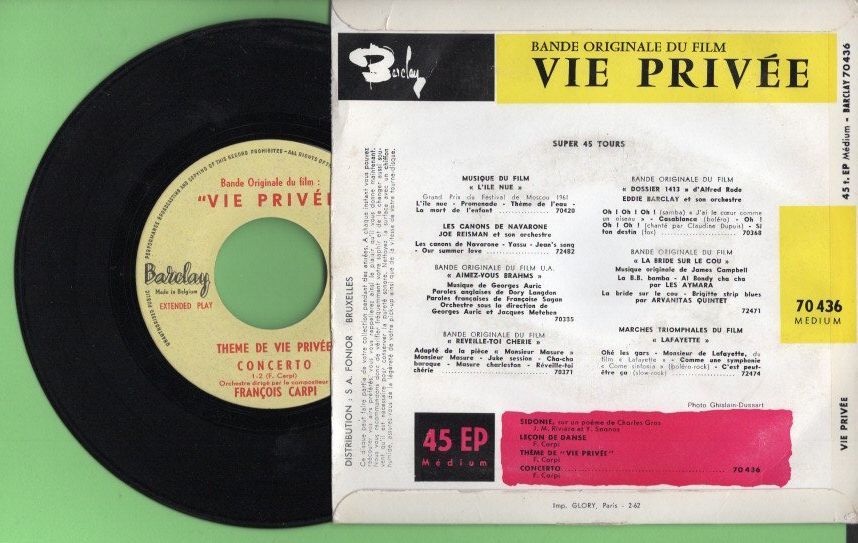 Barclay
BANDE ORIGINALE DU FILM
VIE PRIVÉE
SUPER 45 TOURS
MUSIQUE DU FILM
« L'ILE NUE »
Grand Prix du Festival de Moscou 1961
L'île nue - Promenade - Thème de l'eau -
La mort de l'enfant 70420
LES CANONS DE NAVARONE
JOE REISMAN et son orchestre
Les canons de Navarone - Yassu - Jean's song
- Our summer love 72482
BANDE ORIGINALE DU FILM U.A.
« AIMEZ-VOUS BRAHMS »
Musique de Georges Auric
Paroles anglaises de Dory Langdon
Paroles francaises de Françoise Sagan
Orchestre sous la direction de
Georges Auric et Jacques Metehen
70335
BANDE ORIGINALE DU FILM
« REVEILLE-TOI CHERIE »
Adapté de la pièce « Monsieur Masure »
Monsieur Masure - Juke session - Cha-cha
baroque - Masure charleston - Réveille-toi
chérie 70371
BANDE ORIGINALE DU FILM
« DOSSIER 1413 » d'Alfred Rode
EDDIE BARCLAY et son orchestre
Oh ! Oh ! Oh ! (samba) « J'ai le cœur comme
un oiseau » - Casablanca (boléro) - Oh !
Oh ! Oh ! (chanté par Claudine Dupuis) - Si
ton destin (fox) 70368
BANDE ORIGINALE DU FILM
« LA BRIDE SUR LE COU »
Musique originale de James Campbell
La B.B. bamba - Al Bondy cha cha
par LES AYMARA
La bride sur le cou - Brigitte strip blues
par ARVANITAS QUINTET
72471
MARCHES TRIOMPHALES DU FILM
« LAFAYETTE »
Ohé les gars - Monsieur de Lafayette, du
film « Lafayette » - Comme une symphonie
« Come sinfonia » (boléro-rock) - C'est peut-
être ça (slow-rock) 72474
Photo Ghislain-Dussart
45 EP
Médium
SIDONIE, sur un poème de Charles Cros
J. M. Rivière et Y. Spanos
LEÇON DE DANSE
F. Carpi
THÈME DE "VIE PRIVÉE"
F. Carpi
CONCERTO 70 436
F. Carpi
Imp. GLORY, Paris - 2-62
45 t. EP Médium - BARCLAY 70 436
70 436
MÉDIUM
VIE PRIVÉE
DISTRIBUTION : S A. FONIOR BRUXELLES
Bande Originale du film :
"VIE PRIVÉE
Barclay
Made in Belgium
EXTENDED PLAY
THEME DE VIE PRIVÉE
CONCERTO
1-2 (F. Carpi)
Orchestre dirigé par le compositeur
FRANÇOIS CARPI